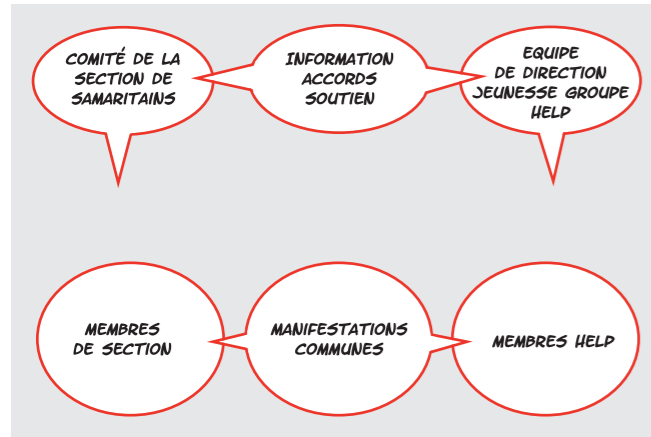 COMITÉ DE LA
SECTION DE
SAMARITAINS
INFORMATION
ACCORDS
SOUTIEN
EQUIPE
DE DIRECTION
JEUNESSE GROUPE
HELP
MEMBRES
DE SECTION
MANIFESTATIONS
COMMUNES
MEMBRES HELP